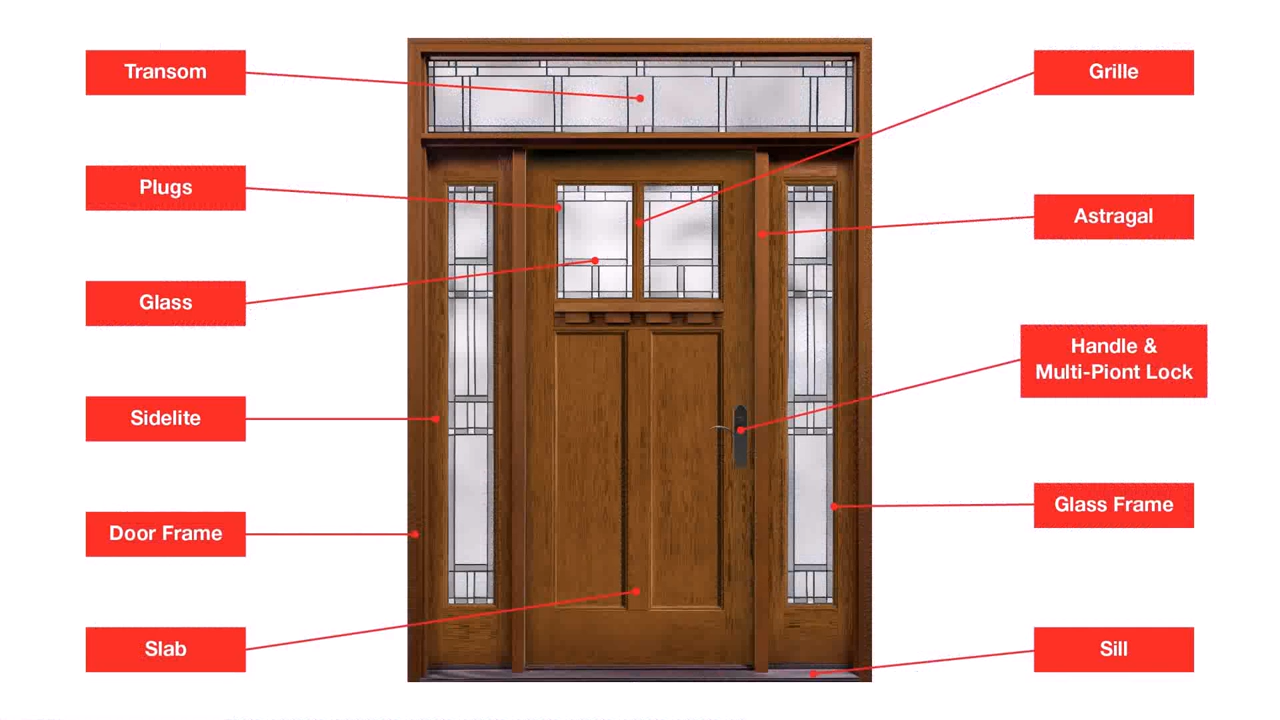 Transom
Plugs
Glass
Sidelite
Door Frame
Slab
Grille
Astragal
Handle &
Multi-Piont Lock
Glass Frame
Sill